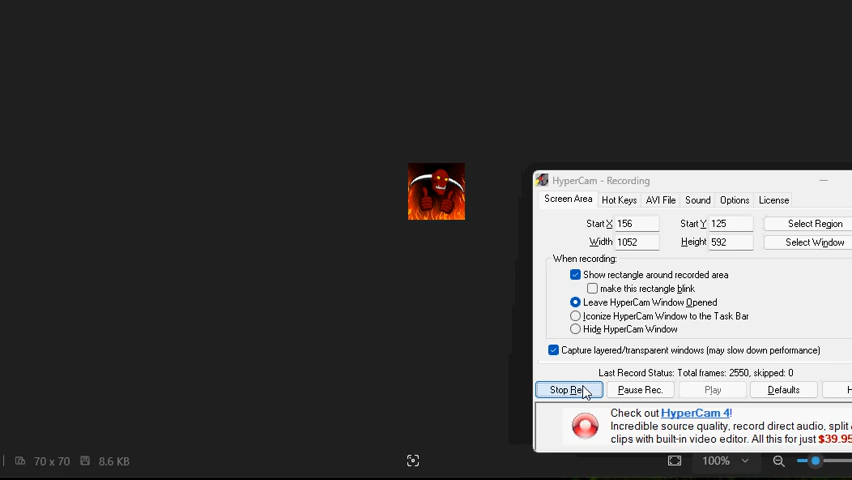 HyperCam - Recording
Screen Area Hot Keys AVI File Sound Options License
Start X 156 Start Y 125 Select Region
Width 1052 Height 592 Select Window
When recording:
Show rectangle around recorded area
make this rectangle blink
Leave HyperCam Window Opened
Iconize HyperCam Window to the Task Bar
Hide HyperCam Window
Capture layered/transparent windows (may slow down performance)
Last Record Status: Total frames: 2550, skipped: 0
Stop Re Pause Rec. Play Defaults H
Check out HyperCam 4!
Incredible source quality, record direct audio, split &
clips with built-in video editor. All this for just $39.95
70 x 70 8.6 KB 100%